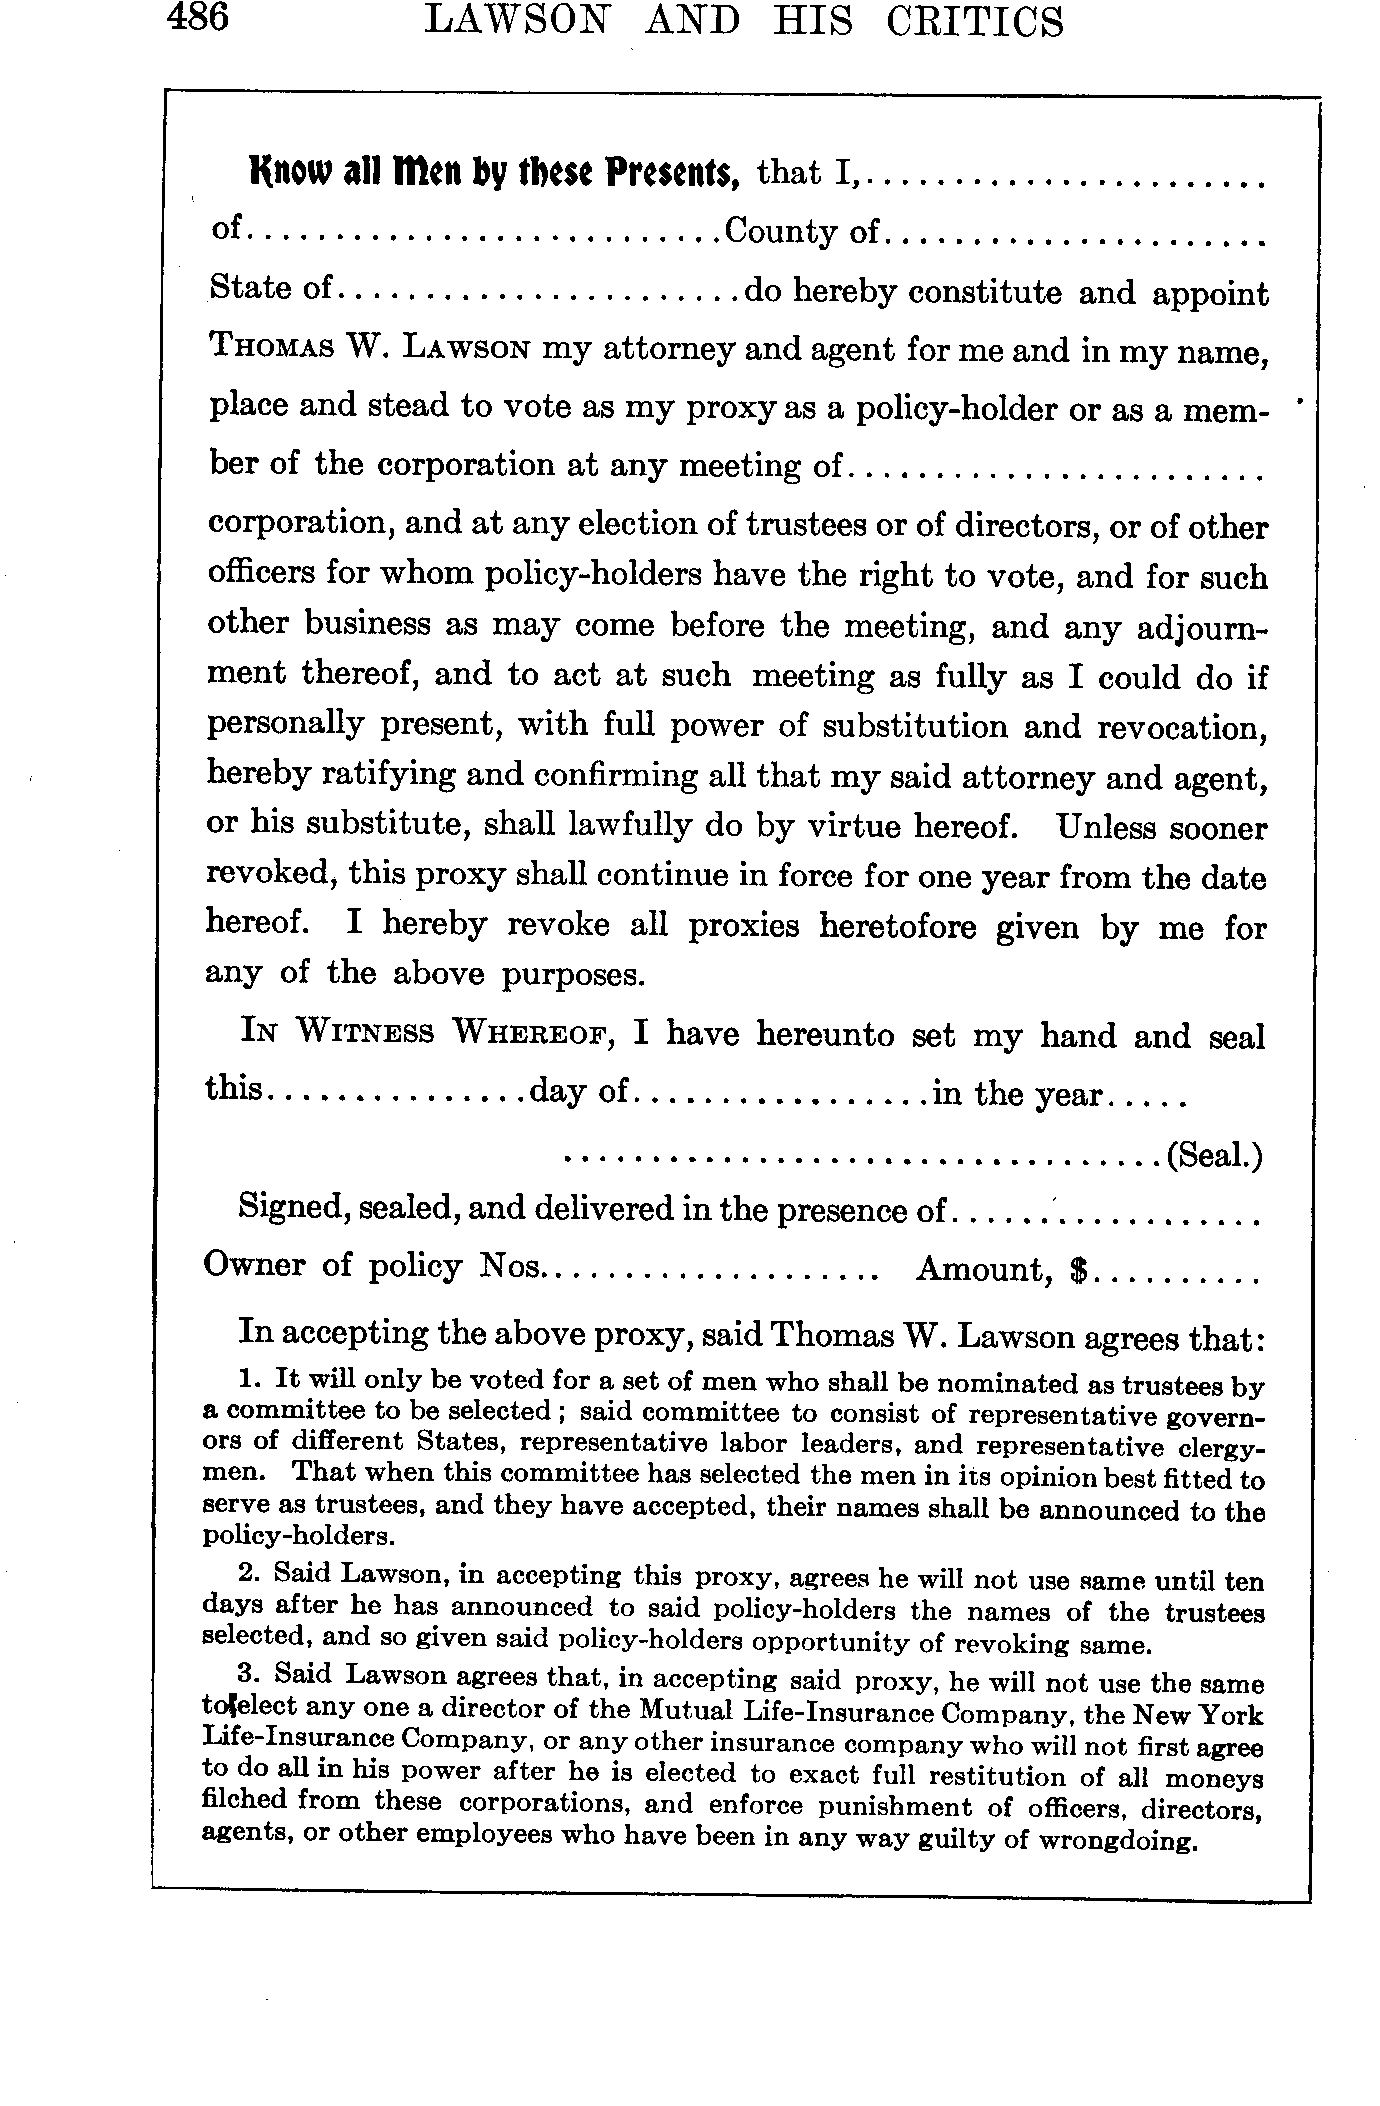 486 LAWSON AND HIS CRITICS
Know all Men by these Presents, that I,.......................
of...........................County of......................
State of.......................do hereby constitute and appoint
THOMAS W. LAWSON my attorney and agent for me and in my name,
place and stead to vote as my proxy as a policy-holder or as a mem-
ber of the corporation at any meeting of........................
corporation, and at any election of trustees or of directors, or of other
officers for whom policy-holders have the right to vote, and for such
other business as may come before the meeting, and any adjourn-
ment thereof, and to act at such meeting as fully as I could do if
personally present, with full power of substitution and revocation,
hereby ratifying and confirming all that my said attorney and agent,
or his substitute, shall lawfully do by virtue hereof. Unless sooner
revoked, this proxy shall continue in force for one year from the date
hereof. I hereby revoke all proxies heretofore given by me for
any of the above purposes.
IN WITNESS WHEREOF, I have hereunto set my hand and seal
this...............day of.................in the year.....
..................................(Seal.)
Signed, sealed, and delivered in the presence of..................
Owner of policy Nos.................... Amount, $..........
In accepting the above proxy, said Thomas W. Lawson agrees that:
1. It will only be voted for a set of men who shall be nominated as trustees by
a committee to be selected; said committee to consist of representative govern-
ors of different States, representative labor leaders, and representative clergy-
men. That when this committee has selected the men in its opinion best fitted to
serve as trustees, and they have accepted, their names shall be announced to the
policy-holders.
2. Said Lawson, in accepting this proxy, agrees he will not use same until ten
days after he has announced to said policy-holders the names of the trustees
selected, and so given said policy-holders opportunity of revoking same.
3. Said Lawson agrees that, in accepting said proxy, he will not use the same
to elect any one a director of the Mutual Life-Insurance Company, the New York
Life-Insurance Company, or any other insurance company who will not first agree
to do all in his power after he is elected to exact full restitution of all moneys
filched from these corporations, and enforce punishment of officers, directors,
agents, or other employees who have been in any way guilty of wrongdoing.